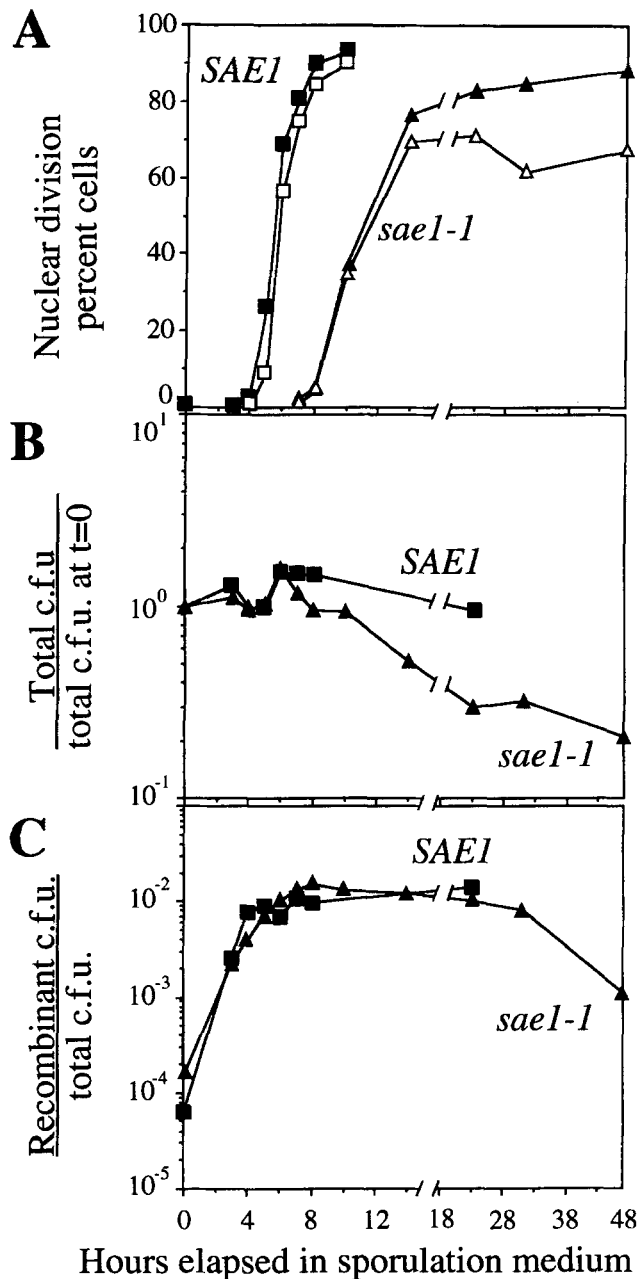 A
100
80
60
40
20
0
Nuclear division
percent cells
SAE1
sae1-1
B
10^1
10^0
10^-1
Total c.f.u
total c.f.u. at t=0
SAE1
sae1-1
C
10^-2
10^-3
10^-4
10^-5
Recombinant c.f.u.
total c.f.u.
SAE1
sae1-1
0 4 8 12 18 28 38 48
Hours elapsed in sporulation medium